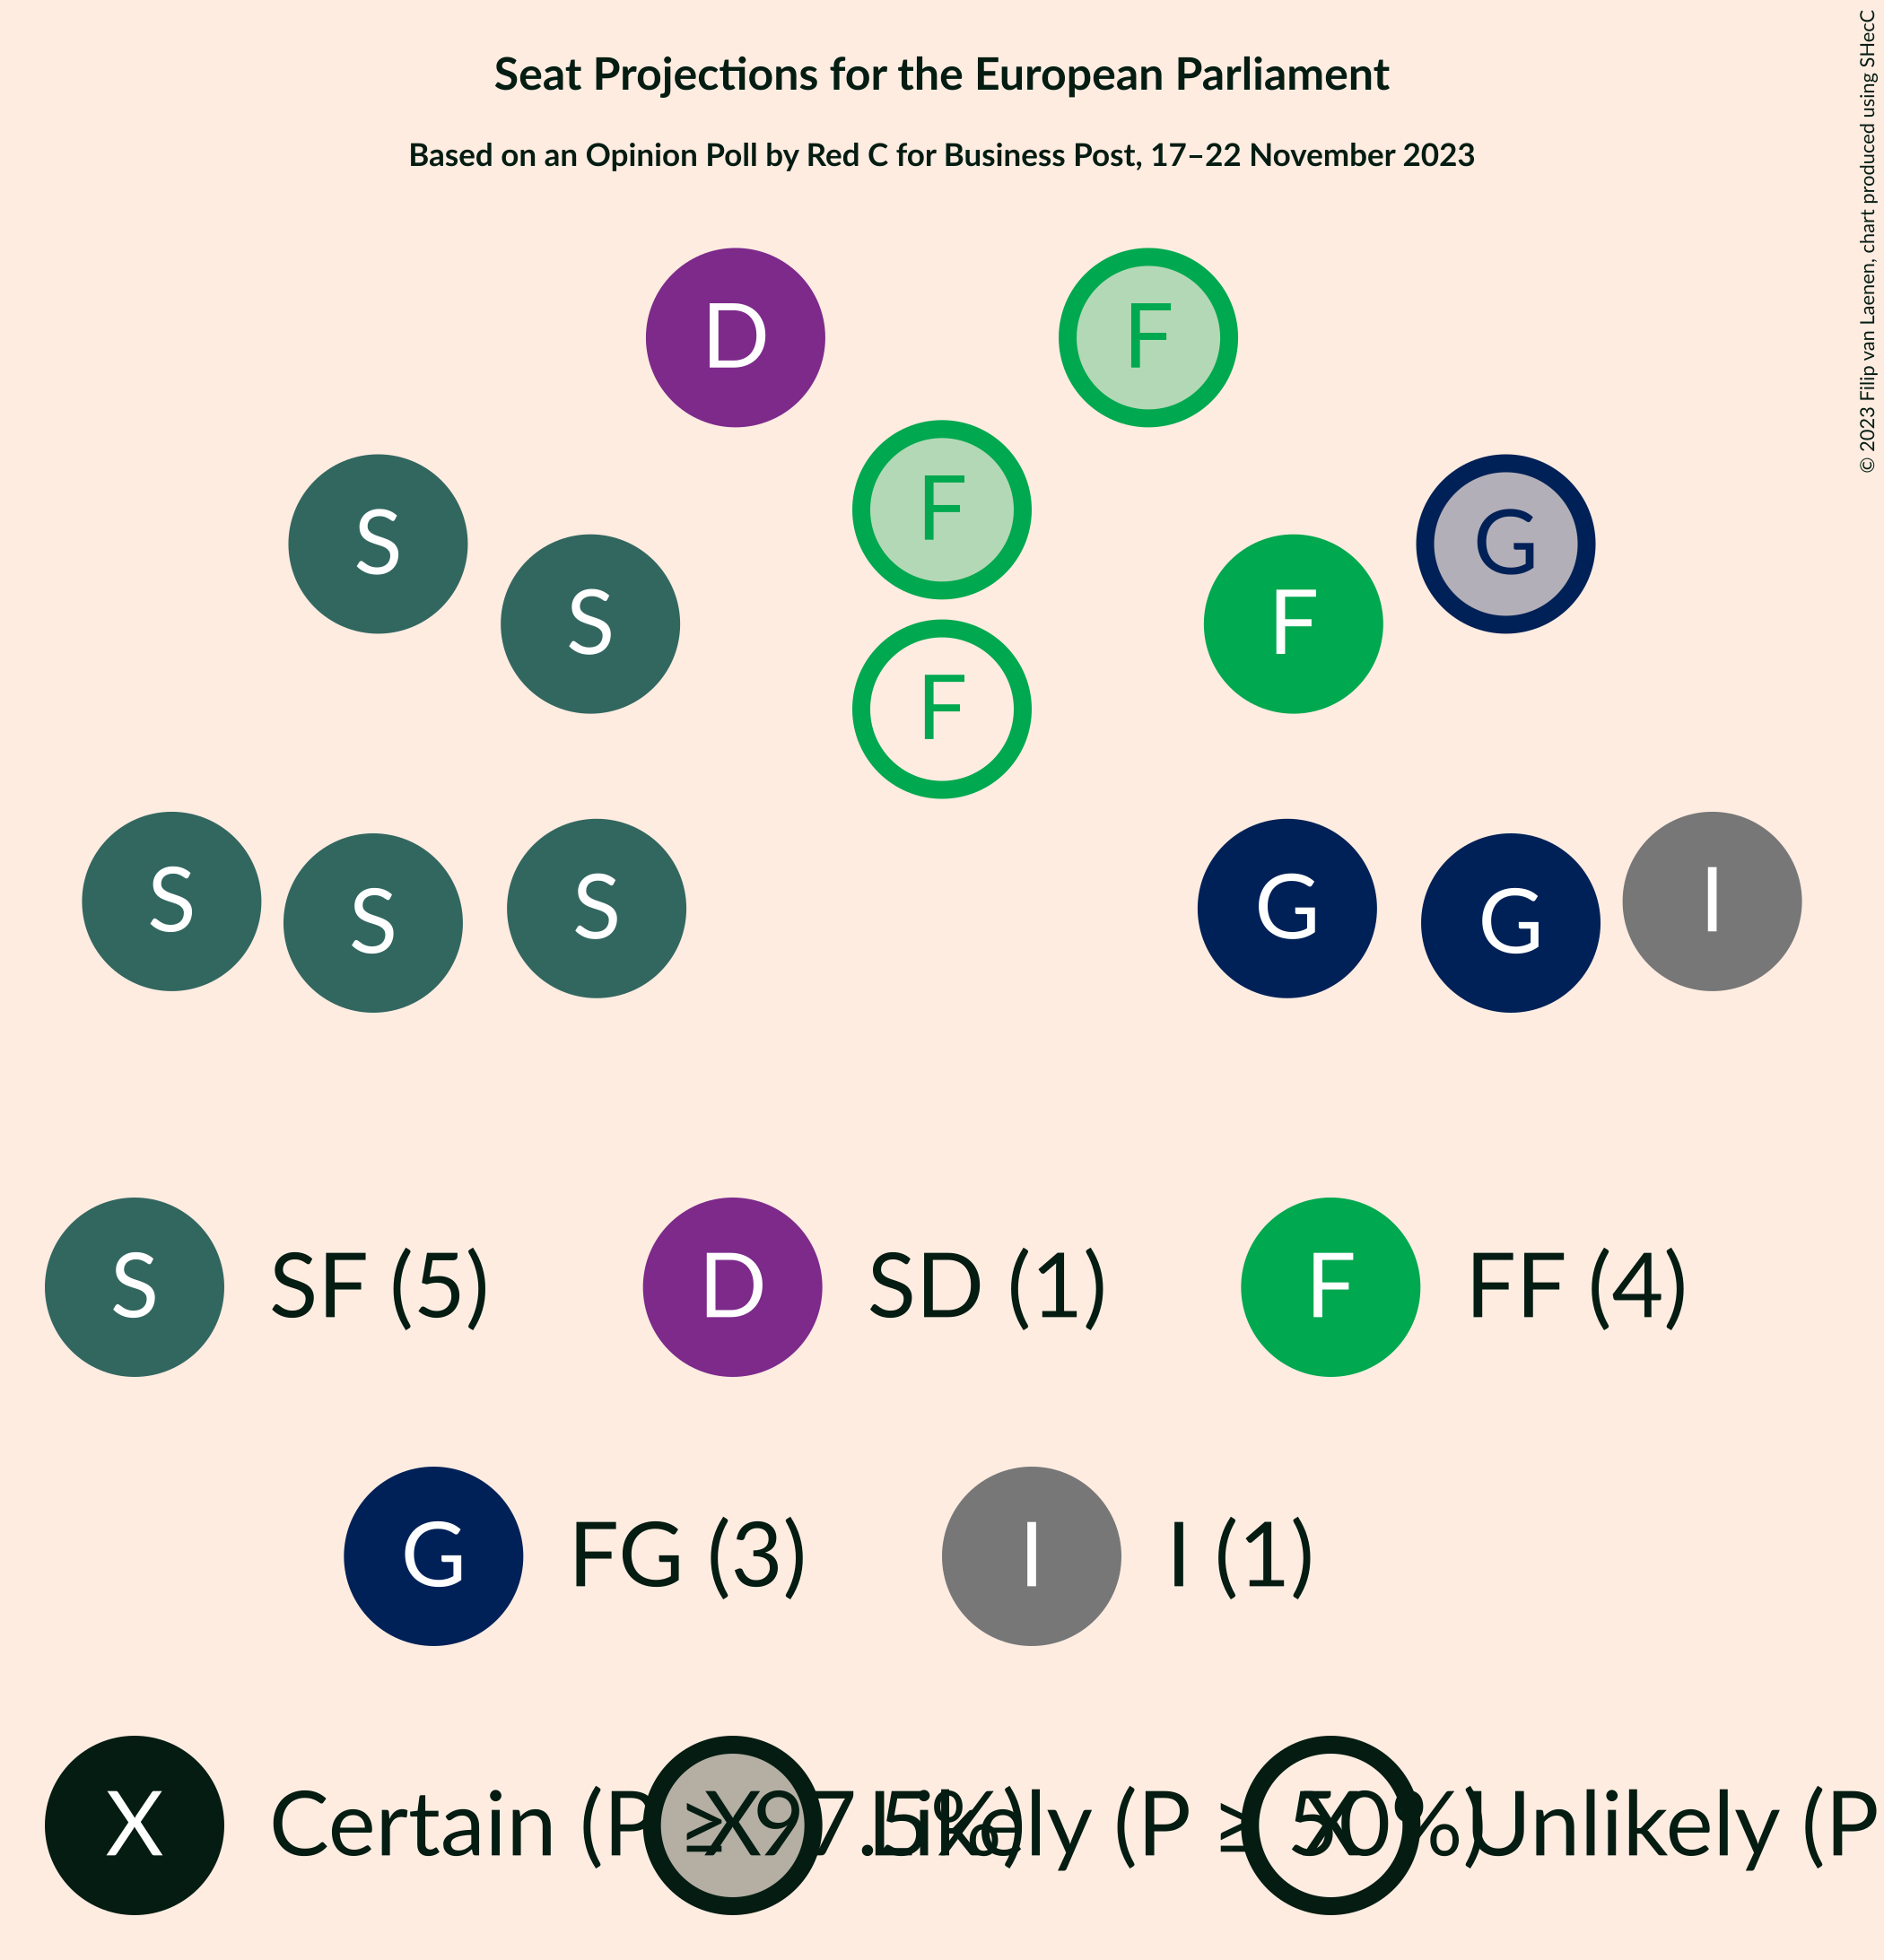 Seat Projections for the European Parliament
Based on an Opinion Poll by Red C for Business Post, 17–22 November 2023
© 2023 Filip van Laenen, chart produced using SHecC
D F
F
S G
S F
F
S S S G G I
S SF (5) D SD (1) F FF (4)
G FG (3) I I (1)
X Certain (P ≥ 97.5%) X Likely (P ≥ 50%) X Unlikely (P